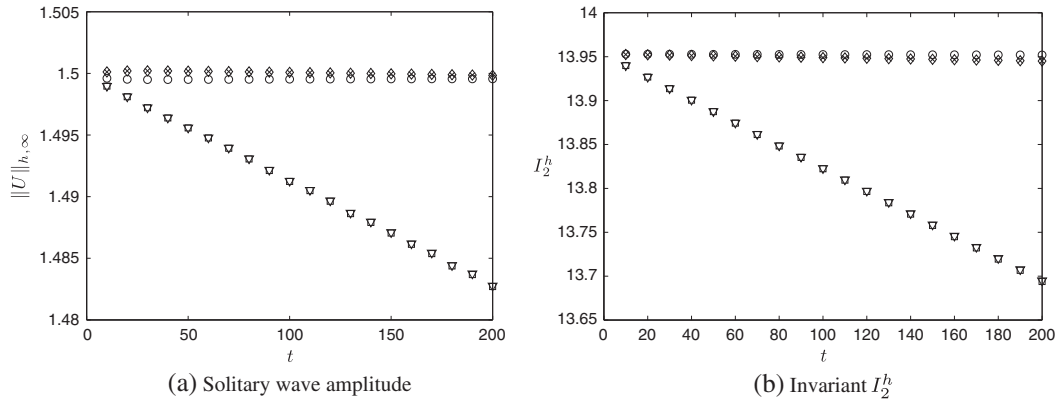 1.505
1.5
1.495
1.49
1.485
1.48
‖U‖h,∞
0 50 100 150 200
t
(a) Solitary wave amplitude
14
13.95
13.9
13.85
13.8
13.75
13.7
13.65
I₂ʰ
0 20 40 60 80 100 120 140 160 180 200
t
(b) Invariant I₂ʰ